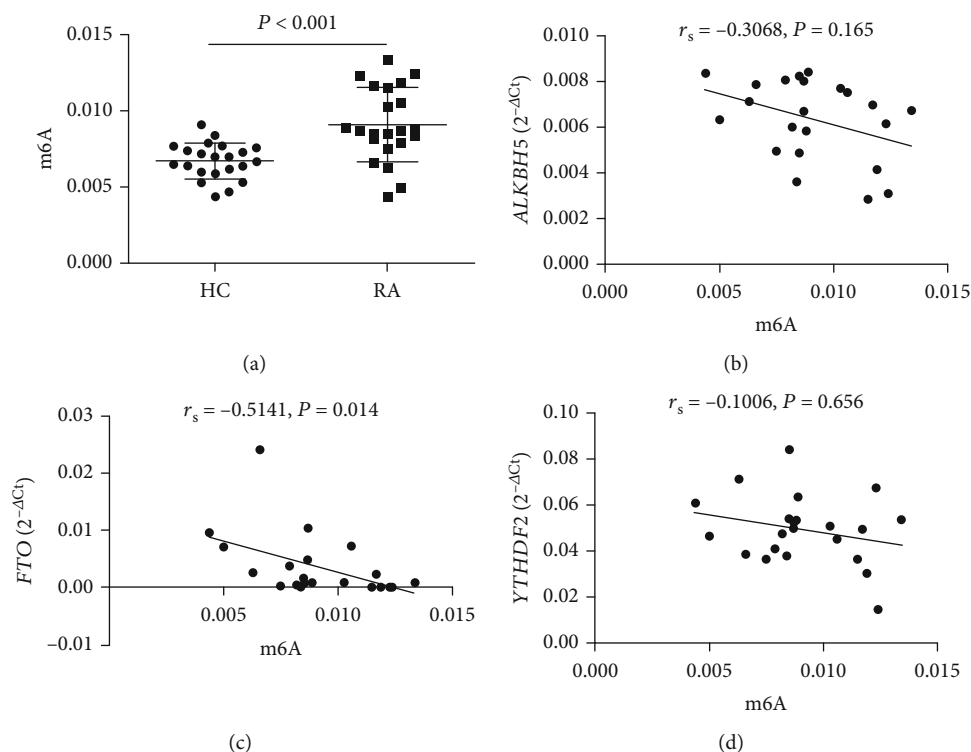 P < 0.001
0.015
0.010
0.005
0.000
m6A
HC
RA
(a)
rs = –0.3068, P = 0.165
0.010
0.008
0.006
0.004
0.002
0.000
ALKBH5 (2–ΔCt)
0.000
0.005
0.010
0.015
m6A
(b)
rs = –0.5141, P = 0.014
0.03
0.02
0.01
0.00
–0.01
FTO (2–ΔCt)
0.005
0.010
0.015
m6A
(c)
rs = –0.1006, P = 0.656
0.10
0.08
0.06
0.04
0.02
0.00
YTHDF2 (2–ΔCt)
0.000
0.005
0.010
0.015
m6A
(d)